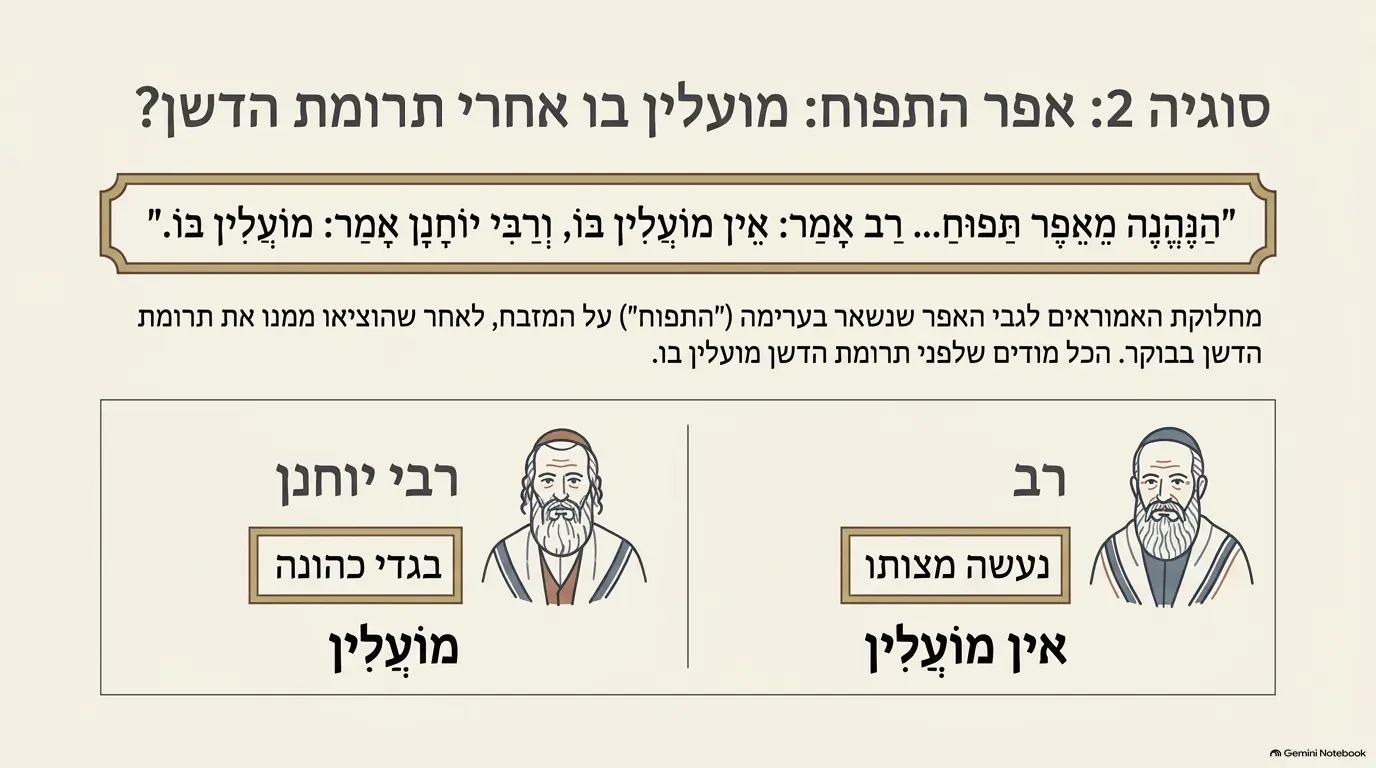 סוגיה 2: אפר התפוח: מועלין בו אחרי תרומת הדשן?
"הַנֶּהֱנֶה מֵאֵפֶר תַּפּוּחַ... רַב אָמַר: אֵין מוֹעֲלִין בּוֹ, וְרַבִּי יוֹחָנָן אָמַר: מוֹעֲלִין בּוֹ."
מחלוקת האמוראים לגבי האפר שנשאר בערימה ("התפוח") על המזבח, לאחר שהוציאו ממנו את תרומת
הדשן בבוקר. הכל מודים שלפני תרומת הדשן מועלין בו.
רב
נעשה מצותו
אין מוֹעֲלִין
רבי יוחנן
בגדי כהונה
מוֹעֲלִין
Gemini Notebook